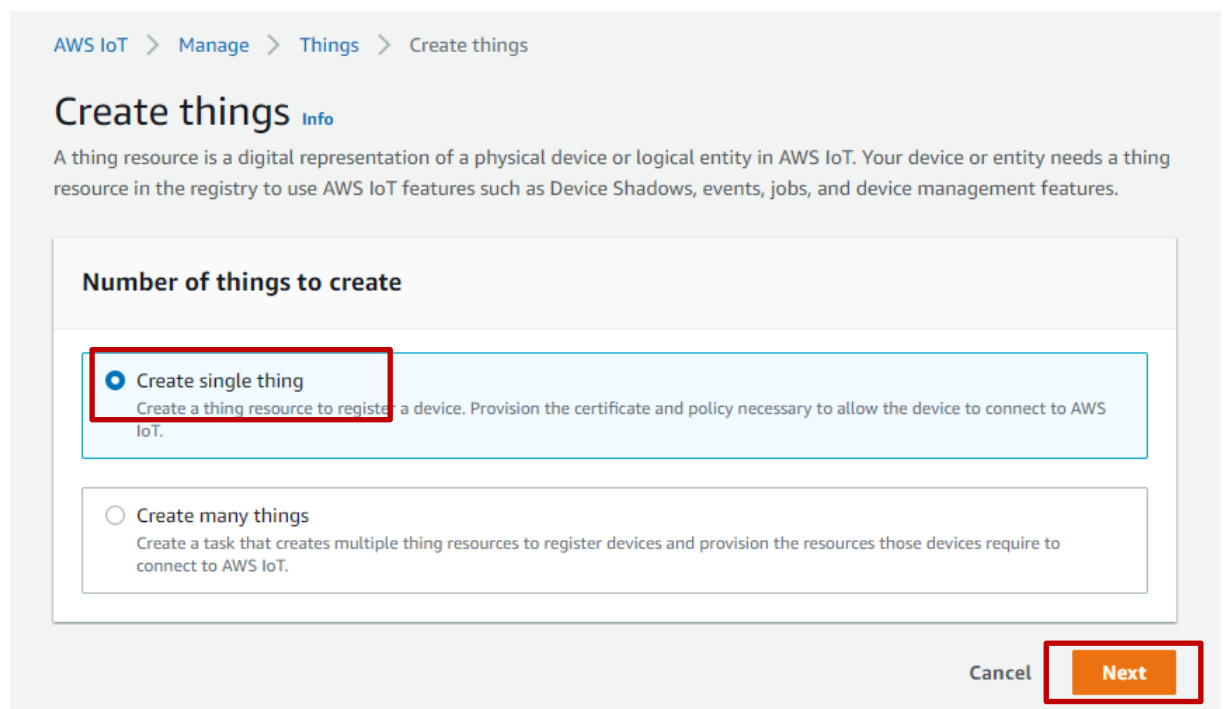 AWS IoT > Manage > Things > Create things
Create things Info
A thing resource is a digital representation of a physical device or logical entity in AWS IoT. Your device or entity needs a thing
resource in the registry to use AWS IoT features such as Device Shadows, events, jobs, and device management features.
Number of things to create
Create single thing
Create a thing resource to register a device. Provision the certificate and policy necessary to allow the device to connect to AWS
IoT.
Create many things
Create a task that creates multiple thing resources to register devices and provision the resources those devices require to
connect to AWS IoT.
Cancel Next